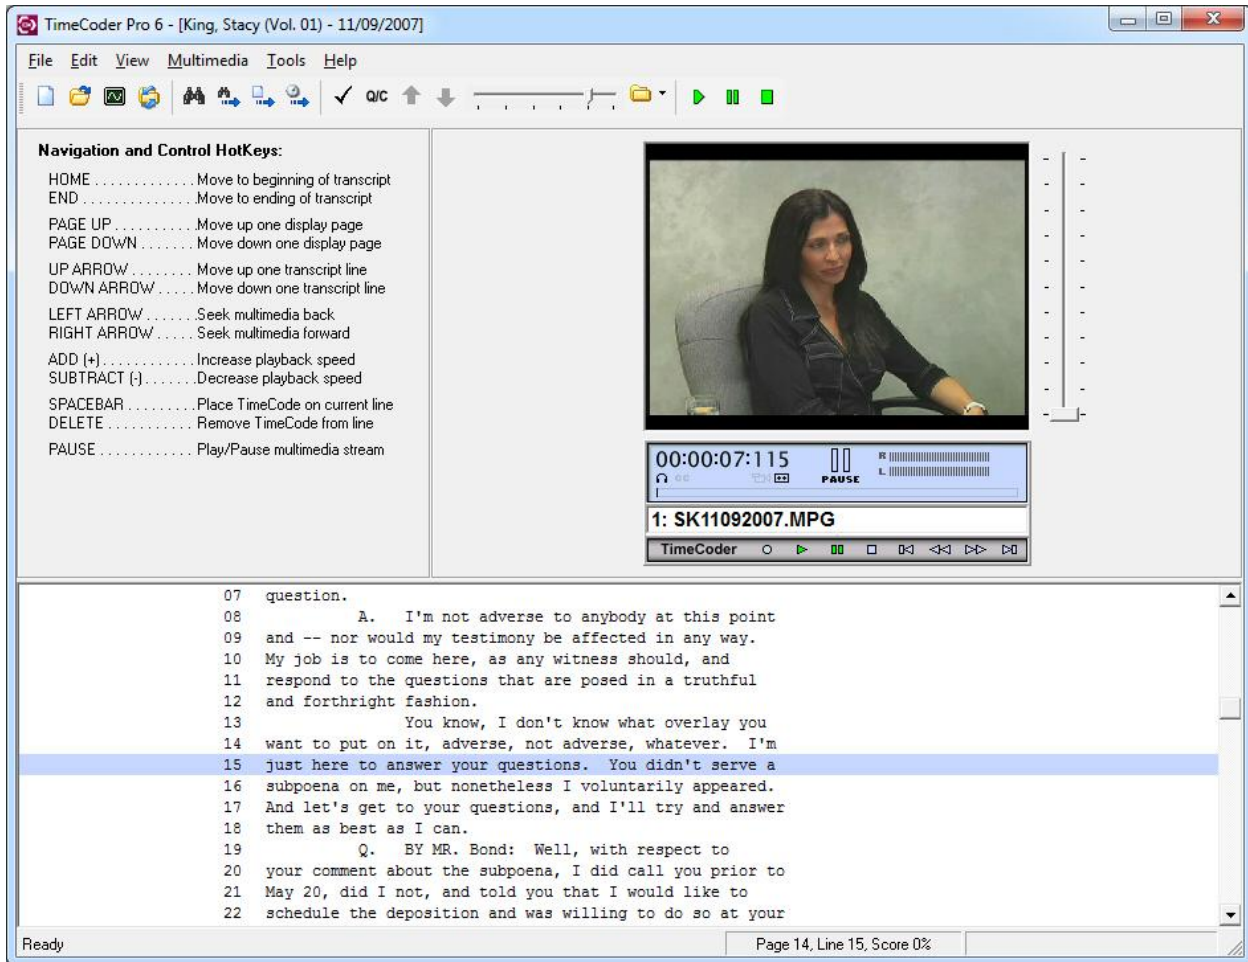 TimeCoder Pro 6 - [King, Stacy (Vol. 01) - 11/09/2007]
File Edit View Multimedia Tools Help
Q/C
Navigation and Control HotKeys:
HOME . . . . . . . . . . . . . Move to beginning of transcript
END . . . . . . . . . . . . . . . Move to ending of transcript
PAGE UP . . . . . . . . . . . Move up one display page
PAGE DOWN . . . . . . . Move down one display page
UP ARROW . . . . . . . . Move up one transcript line
DOWN ARROW . . . . . Move down one transcript line
LEFT ARROW . . . . . . . Seek multimedia back
RIGHT ARROW . . . . . Seek multimedia forward
ADD (+) . . . . . . . . . . . . Increase playback speed
SUBTRACT (-) . . . . . . . Decrease playback speed
SPACEBAR . . . . . . . . . Place TimeCode on current line
DELETE . . . . . . . . . . . Remove TimeCode from line
PAUSE . . . . . . . . . . . . Play/Pause multimedia stream
00:00:07:115
PAUSE
R
L
CC
1: SK11092007.MPG
TimeCoder
07 question.
08 A. I'm not adverse to anybody at this point
09 and -- nor would my testimony be affected in any way.
10 My job is to come here, as any witness should, and
11 respond to the questions that are posed in a truthful
12 and forthright fashion.
13 You know, I don't know what overlay you
14 want to put on it, adverse, not adverse, whatever. I'm
15 just here to answer your questions. You didn't serve a
16 subpoena on me, but nonetheless I voluntarily appeared.
17 And let's get to your questions, and I'll try and answer
18 them as best as I can.
19 Q. BY MR. Bond: Well, with respect to
20 your comment about the subpoena, I did call you prior to
21 May 20, did I not, and told you that I would like to
22 schedule the deposition and was willing to do so at your
Ready
Page 14, Line 15, Score 0%